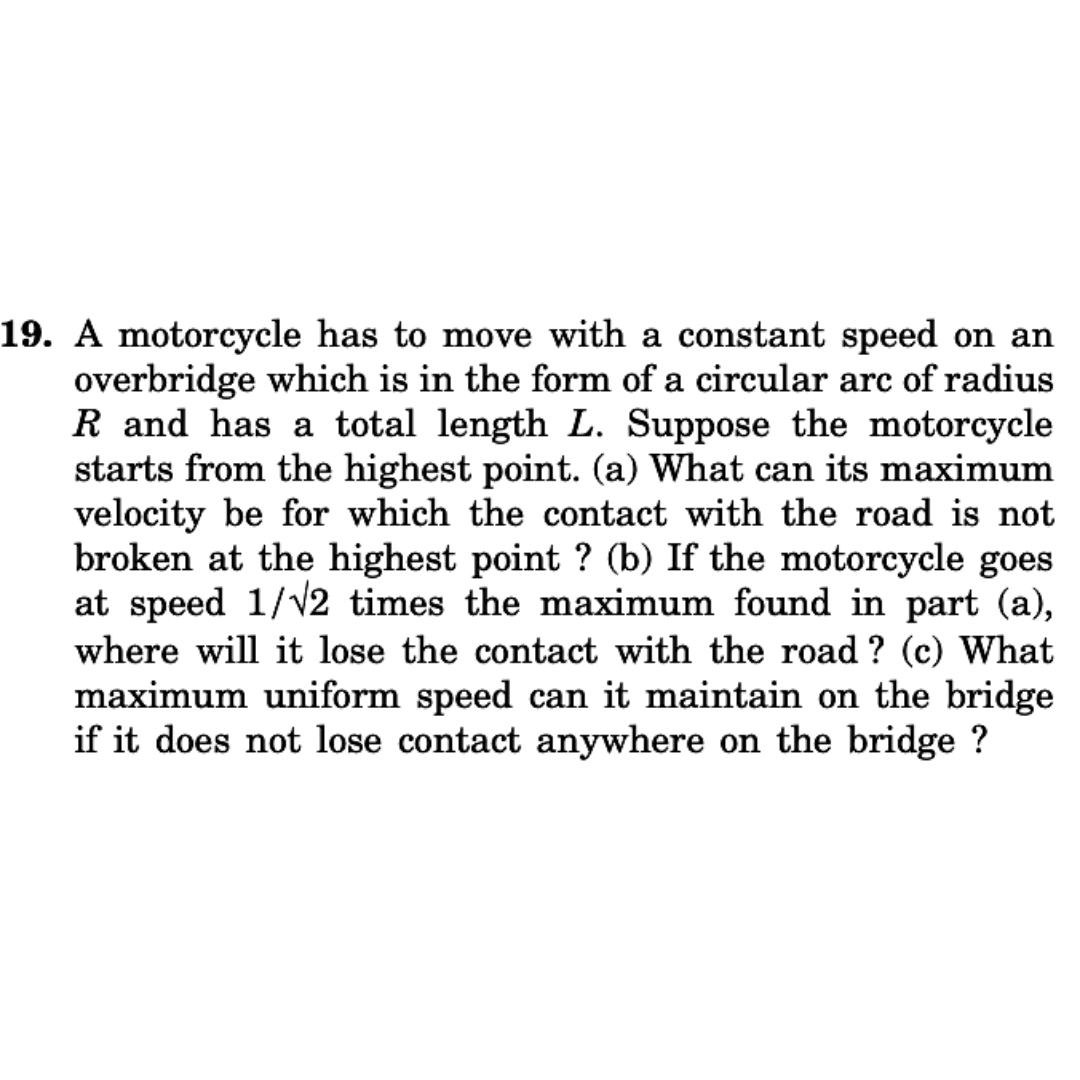 19. A motorcycle has to move with a constant speed on an
overbridge which is in the form of a circular arc of radius
R and has a total length L. Suppose the motorcycle
starts from the highest point. (a) What can its maximum
velocity be for which the contact with the road is not
broken at the highest point ? (b) If the motorcycle goes
at speed 1/√2 times the maximum found in part (a),
where will it lose the contact with the road ? (c) What
maximum uniform speed can it maintain on the bridge
if it does not lose contact anywhere on the bridge ?